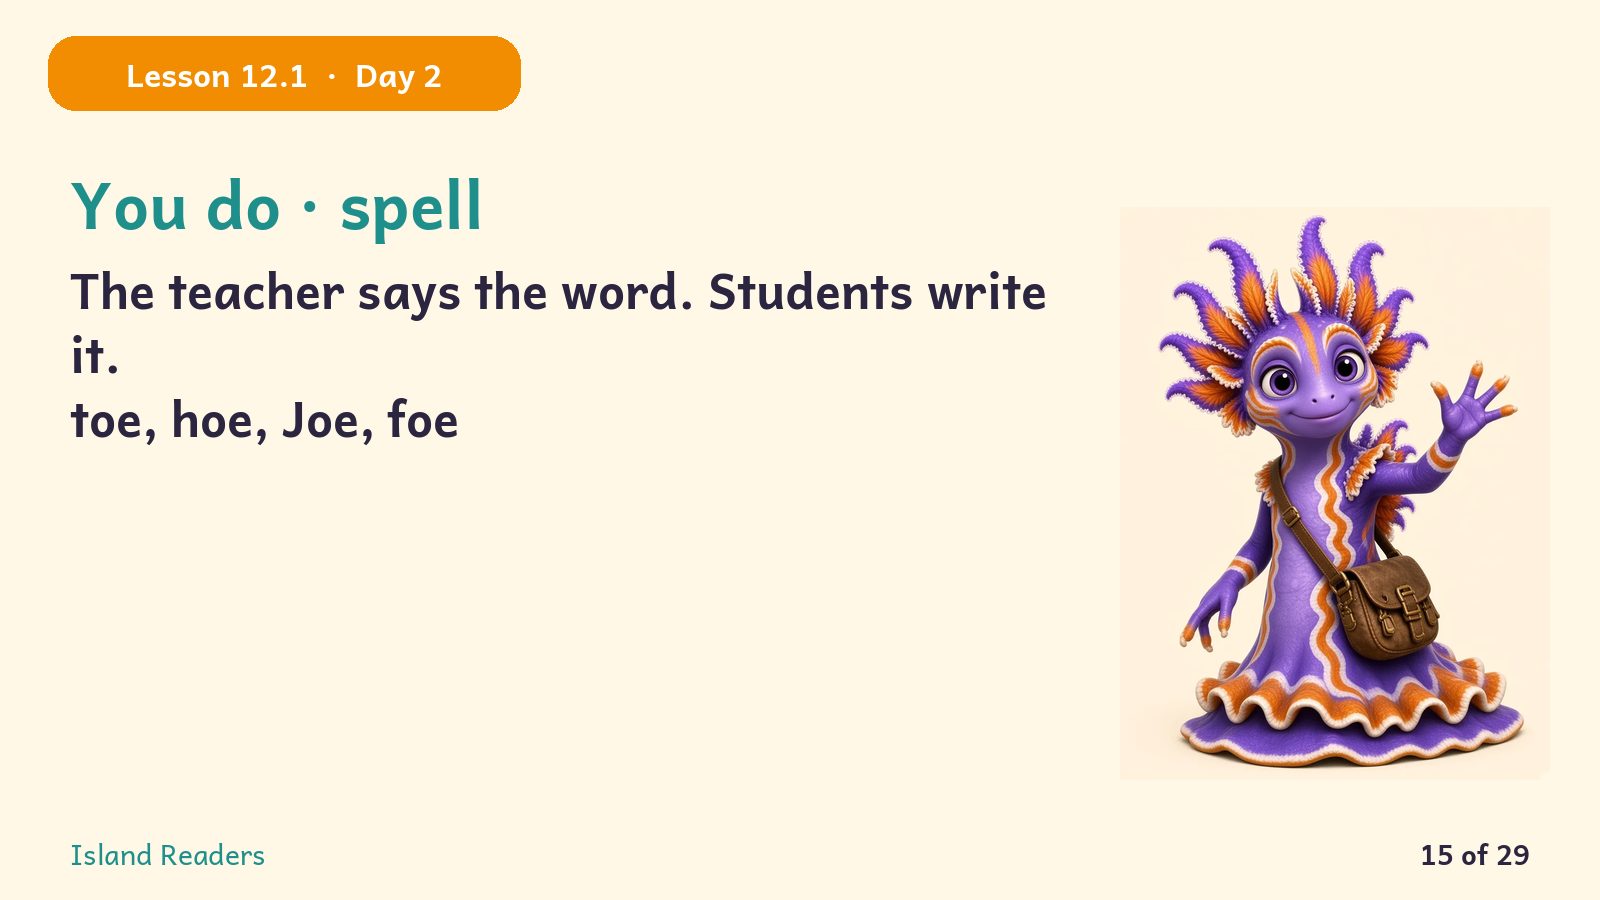 Lesson 12.1 · Day 2
You do · spell
The teacher says the word. Students write
it.
toe, hoe, Joe, foe
Island Readers
15 of 29